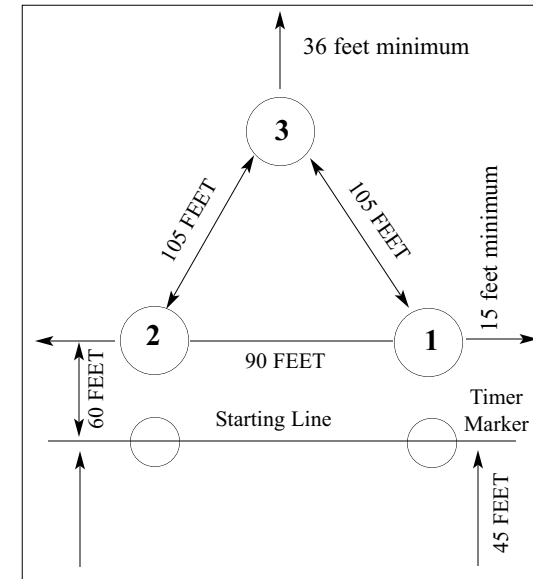 36 feet minimum
3
105 FEET
105 FEET
15 feet minimum
2
1
90 FEET
60 FEET
Starting Line
Timer
Marker
45 FEET